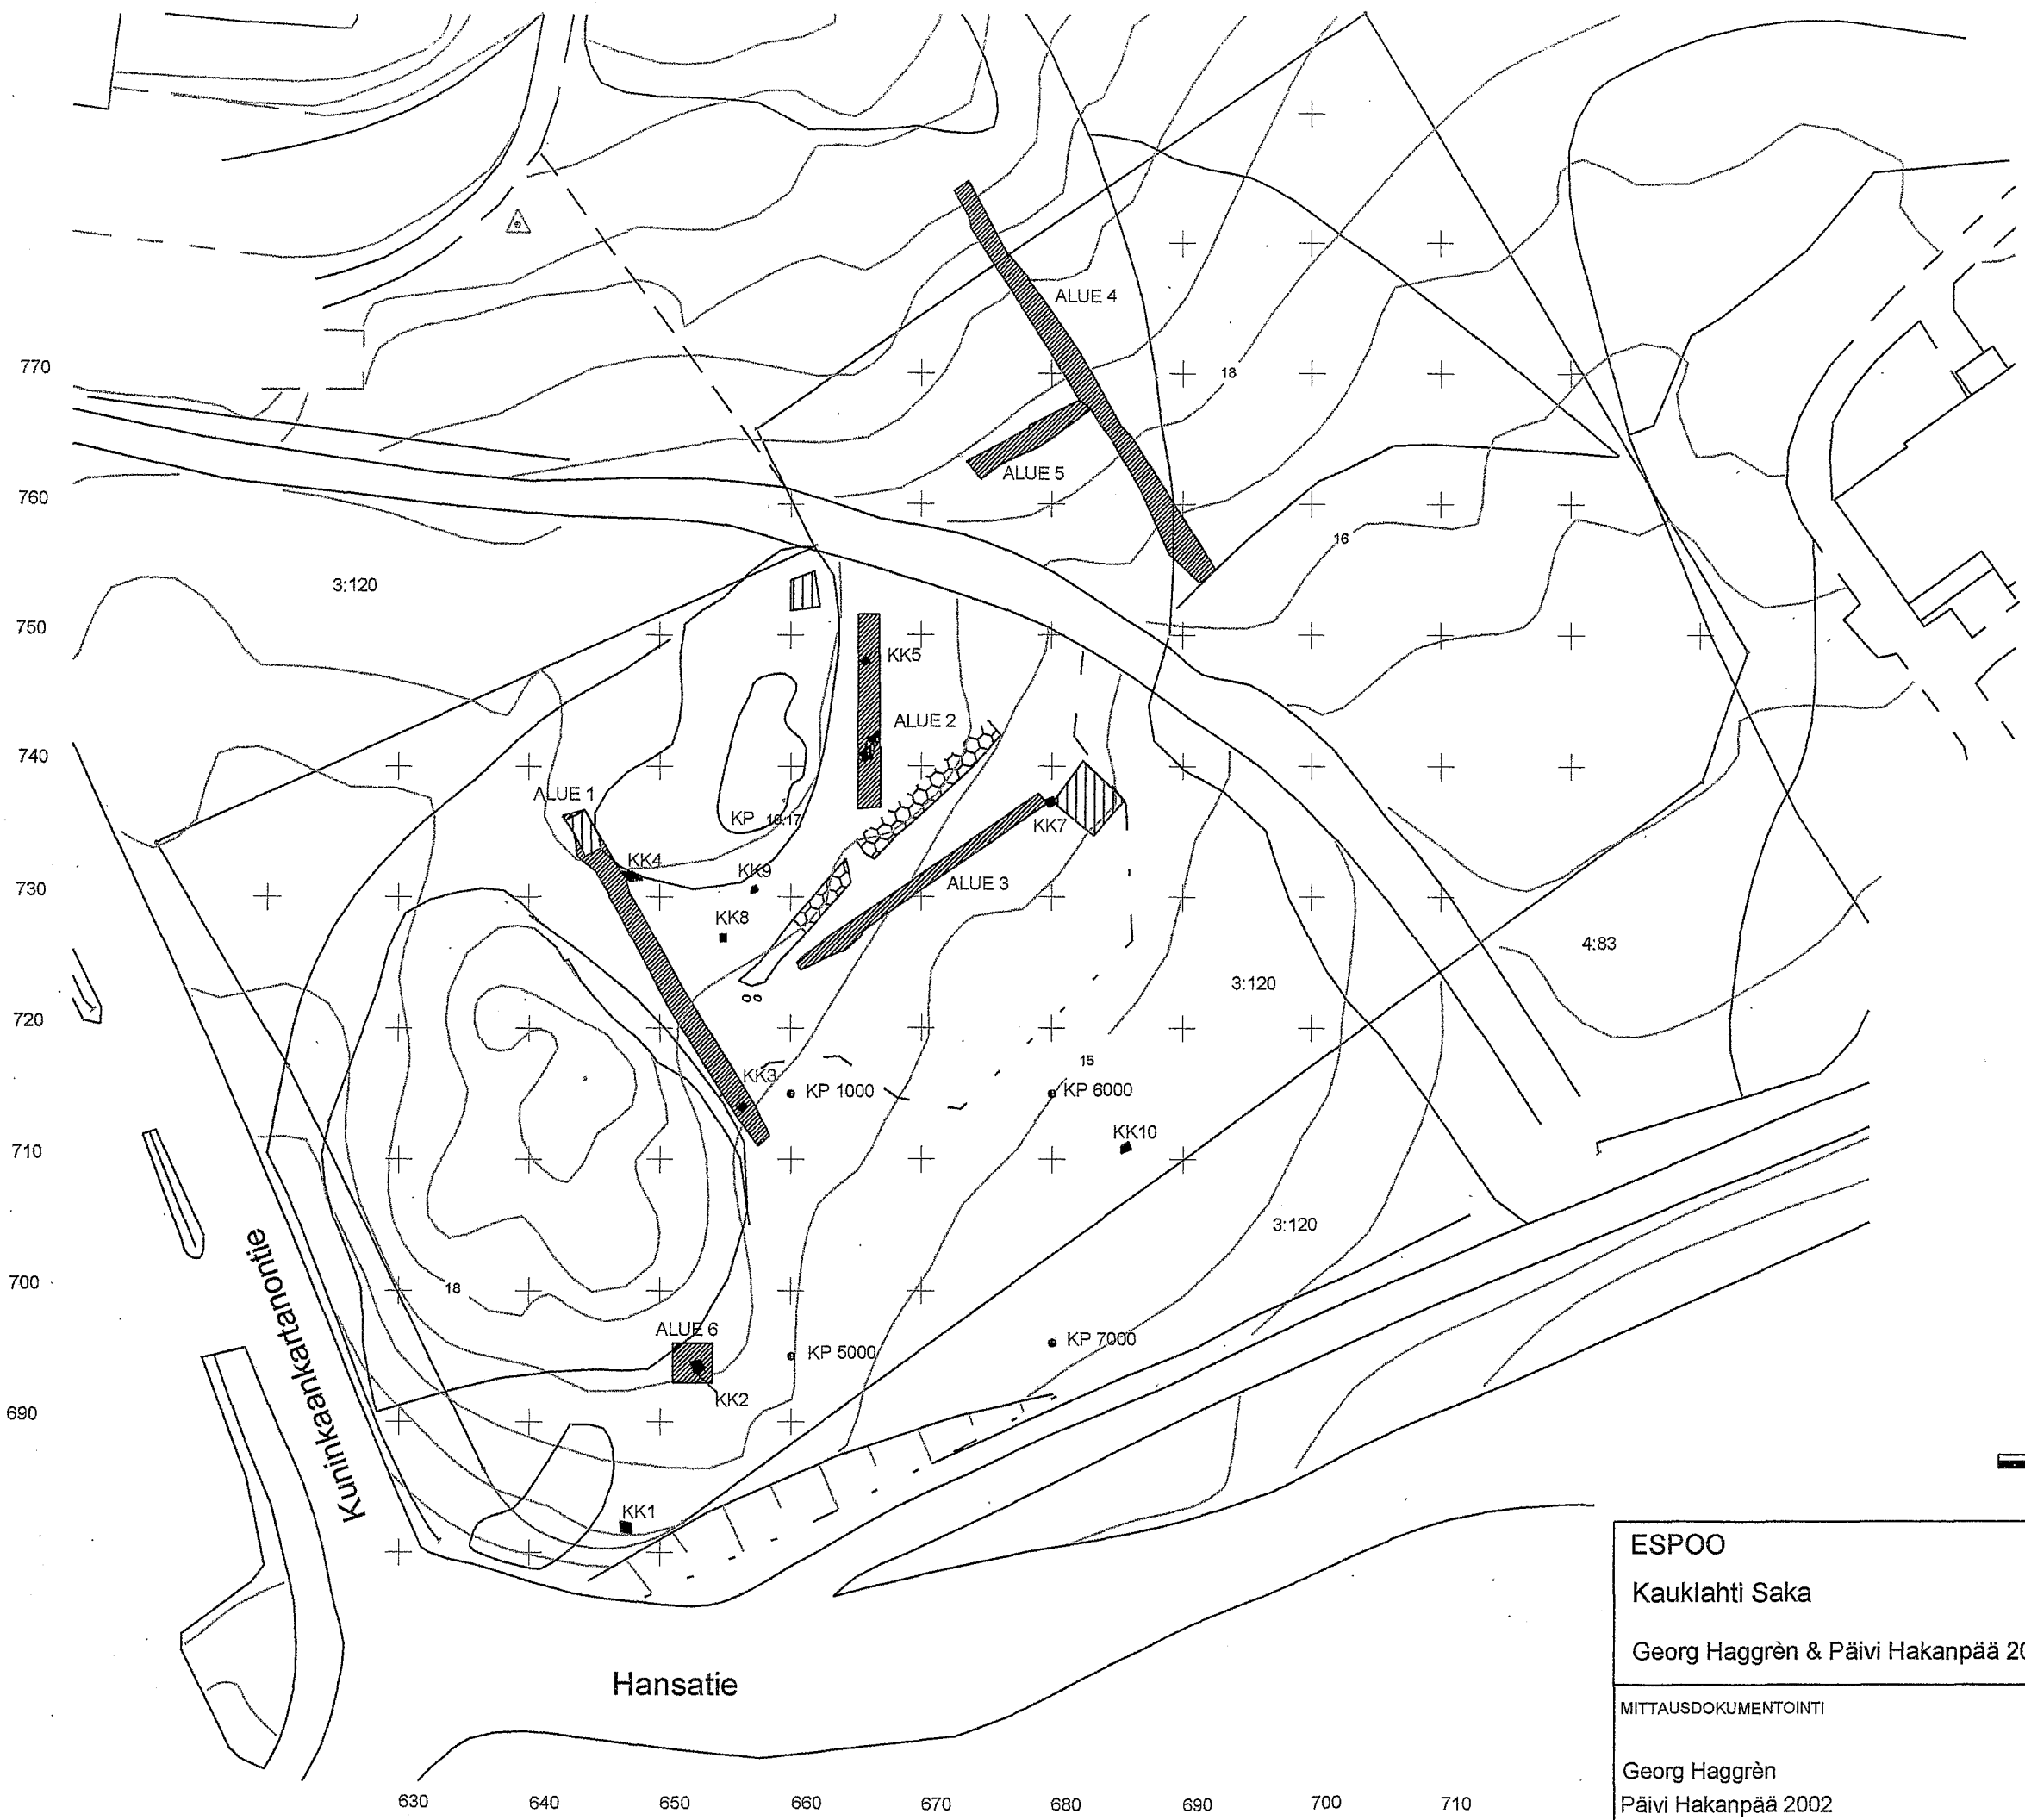 ALUE 4
770
18
ALUE 5
760
16
3:120
750
KK5
ALUE 2
740
ALUE 1
KP
KK7
KK4
KK9
ALUE 3
730
KK8
4:83
3:120
720
15
KK3
KP 1000
KP 6000
KK10
710
3:120
Kuninkaankartanontie
700
18
ALUE 6
KP 5000
KP 7000
KK2
690
KK1
ESPOO
Kauklahti Saka
Georg Haggrèn & Päivi Hakanpää
Hansatie
MITTAUSDOKUMENTOINTI
Georg Haggrèn
Päivi Hakanpää 2002
630 640 650 660 670 680 690 700 710